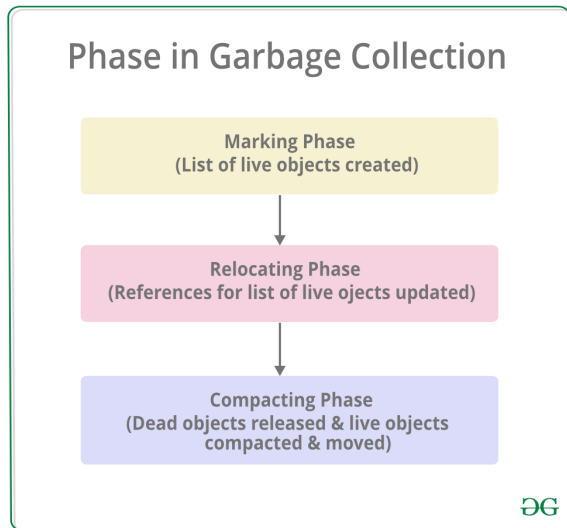 Phase in Garbage Collection
Marking Phase
(List of live objects created)
Relocating Phase
(References for list of live ojects updated)
Compacting Phase
(Dead objects released & live objects
compacted & moved)